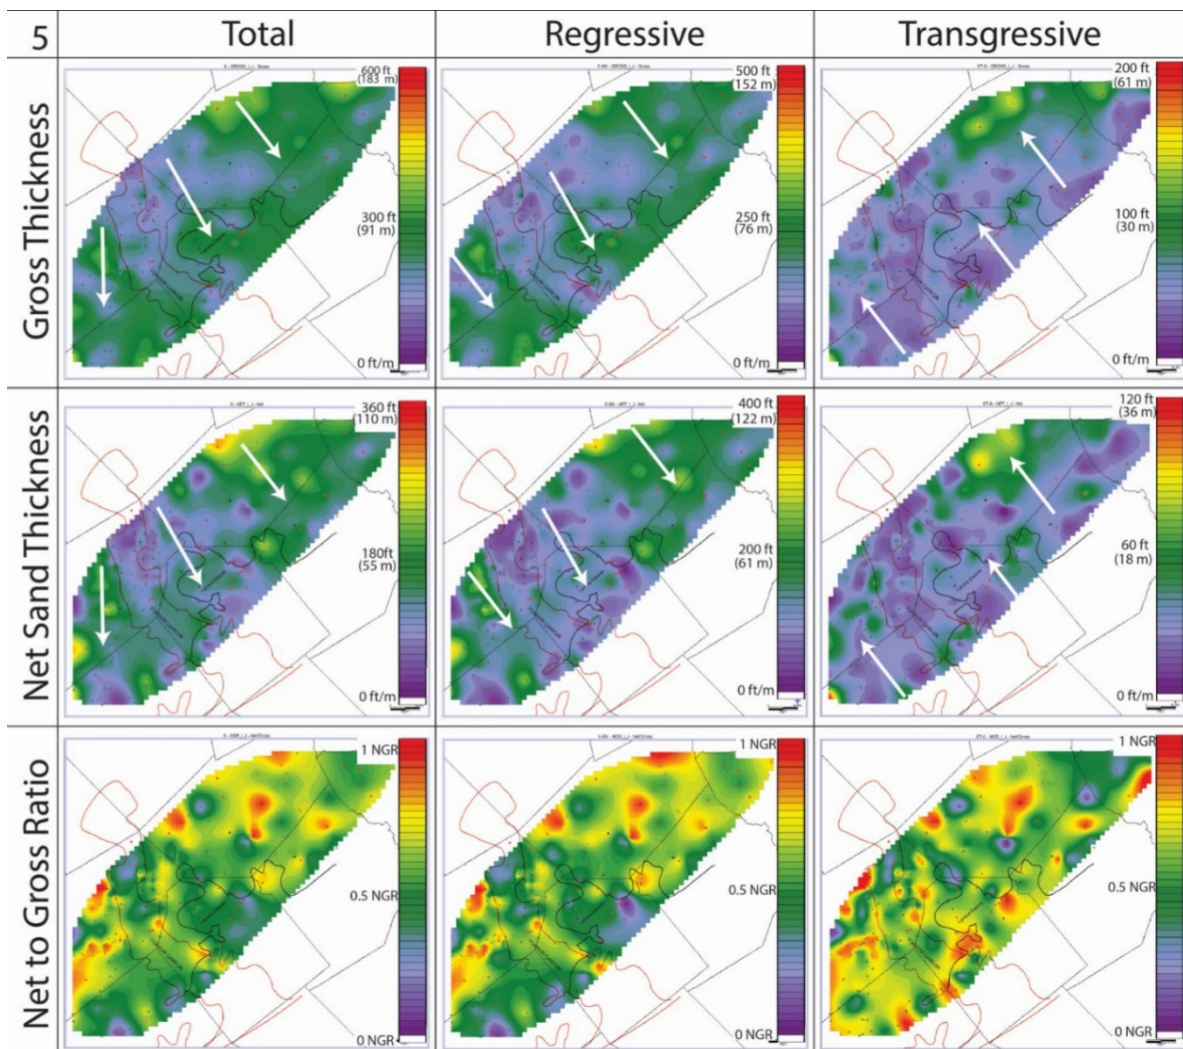 5
Total
Regressive
Transgressive
Gross Thickness
600 ft
(183 m)
300 ft
(91 m)
0 ft/m
500 ft
(152 m)
250 ft
(76 m)
0 ft/m
200 ft
(61 m)
100 ft
(30 m)
0 ft/m
Net Sand Thickness
360 ft
(110 m)
180ft
(55 m)
0 ft/m
400 ft
(122 m)
200 ft
(61 m)
0 ft/m
120 ft
(36 m)
60 ft
(18 m)
0 ft/m
Net to Gross Ratio
1 NGR
0.5 NGR
0 NGR
1 NGR
0.5 NGR
0 NGR
1 NGR
0.5 NGR
0 NGR